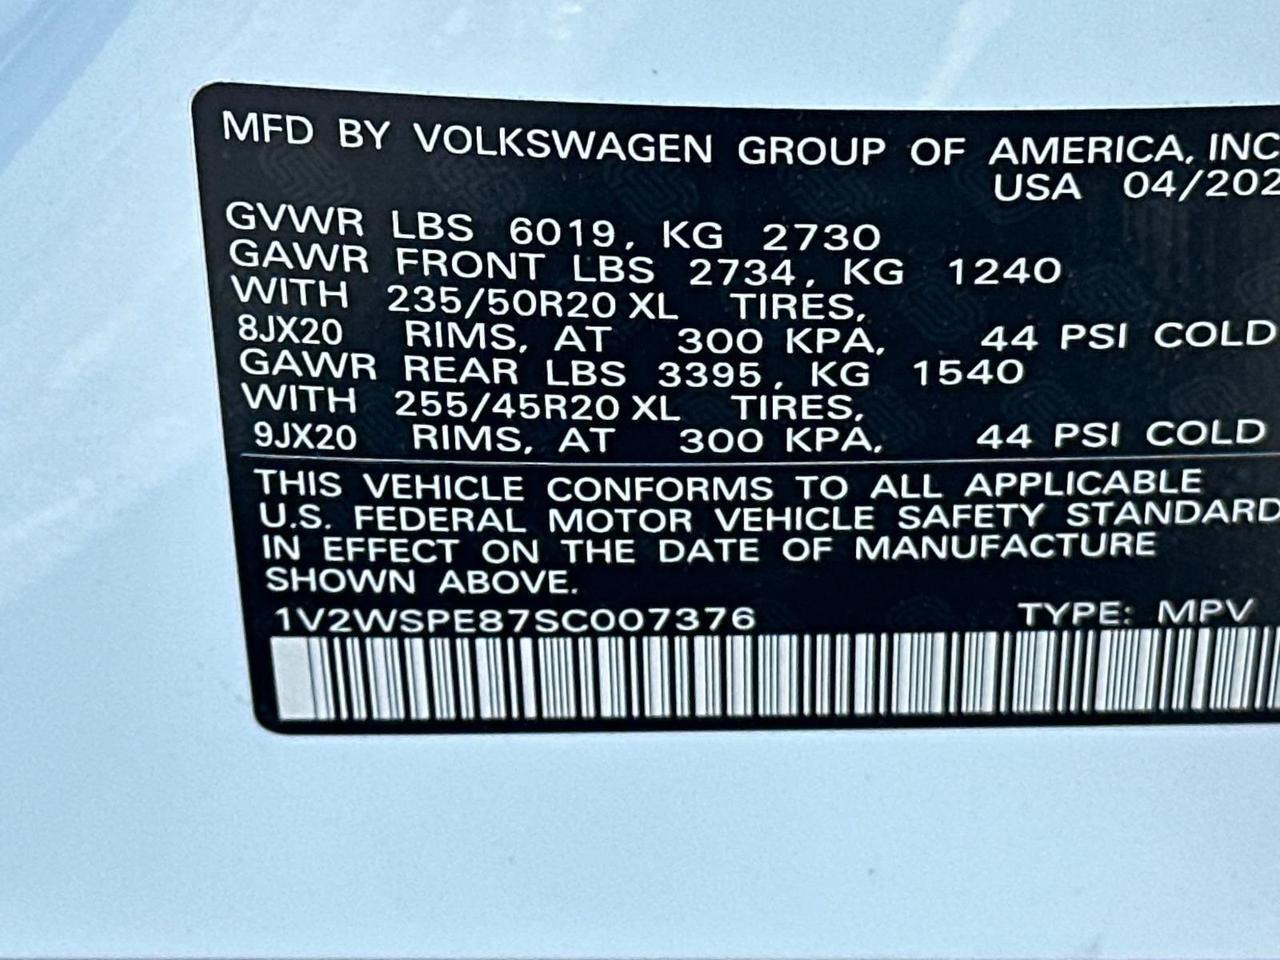 MFD BY VOLKSWAGEN GROUP OF AMERICA, INC
USA 04/202
GVWR LBS 6019, KG 2730
GAWR FRONT LBS 2734, KG 1240
WITH 235/50R20 XL TIRES,
8JX20 RIMS, AT 300 KPA, 44 PSI COLD
GAWR REAR LBS 3395, KG 1540
WITH 255/45R20 XL TIRES,
9JX20 RIMS, AT 300 KPA, 44 PSI COLD
THIS VEHICLE CONFORMS TO ALL APPLICABLE
U.S. FEDERAL MOTOR VEHICLE SAFETY STANDARD
IN EFFECT ON THE DATE OF MANUFACTURE
SHOWN ABOVE.
1V2WSPE87SC007376 TYPE: MPV